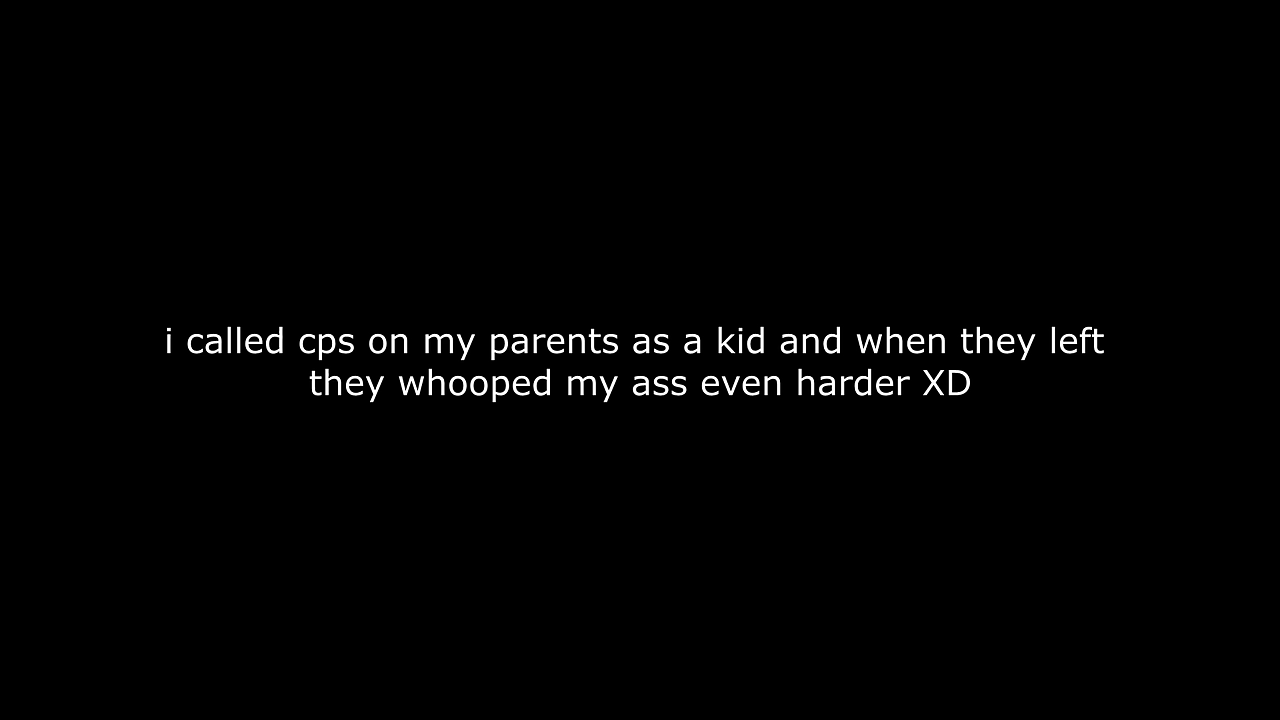 i called cps on my parents as a kid and when they left
they whooped my ass even harder XD